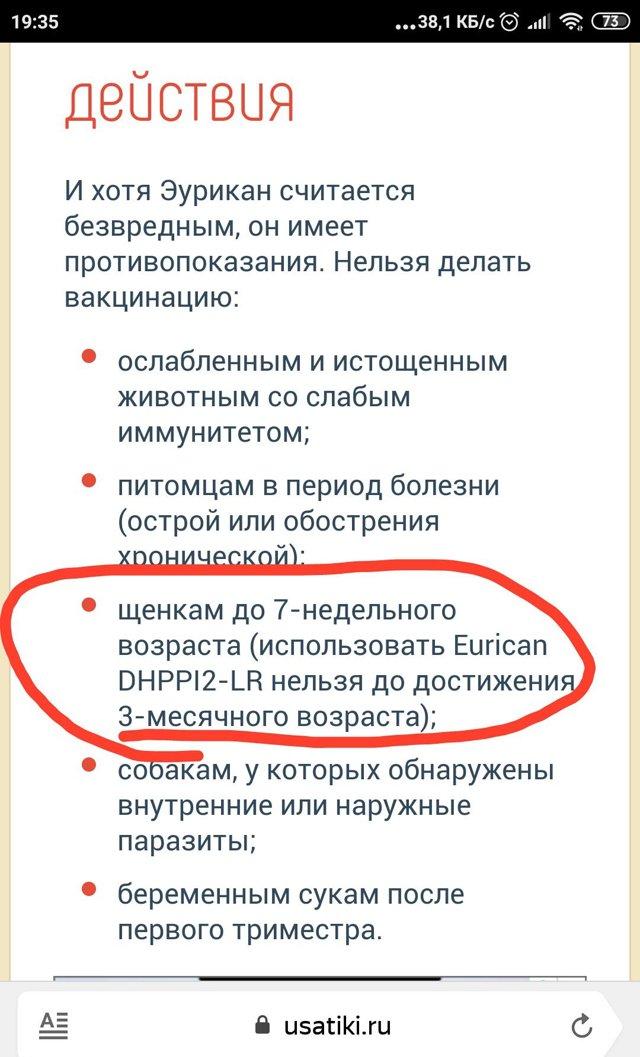 19:35
...38,1 КБ/с
73
действия
И хотя Эурикан считается
безвредным, он имеет
противопоказания. Нельзя делать
вакцинацию:
ослабленным и истощенным
животным со слабым
иммунитетом;
питомцам в период болезни
(острой или обострения
хронической);
щенкам до 7-недельного
возраста (использовать Eurican
DHPPI2-LR нельзя до достижения
3-месячного возраста);
собакам, у которых обнаружены
внутренние или наружные
паразиты;
беременным сукам после
первого триместра.
usatiki.ru